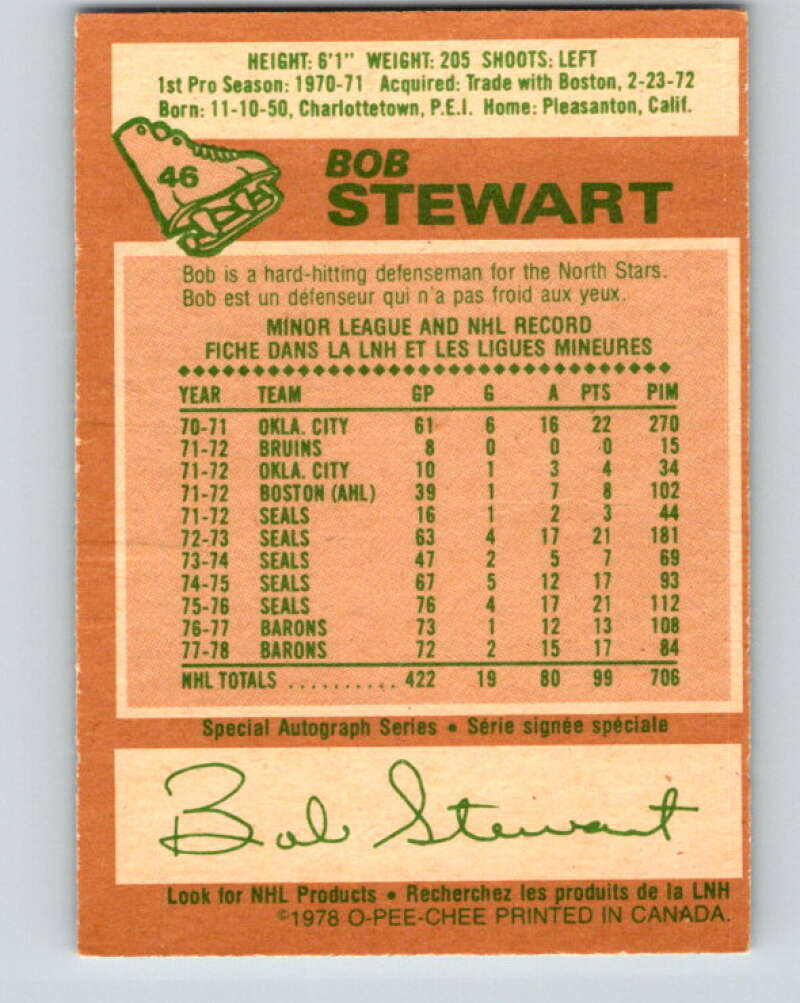 HEIGHT: 6'1" WEIGHT: 205 SHOOTS: LEFT
1st Pro Season: 1970-71 Acquired: Trade with Boston, 2-23-72
Born: 11-10-50, Charlottetown, P.E.I. Home: Pleasanton, Calif.
46
BOB
STEWART
Bob is a hard-hitting defenseman for the North Stars.
Bob est un défenseur qui n'a pas froid aux yeux.
MINOR LEAGUE AND NHL RECORD
FICHE DANS LA LNH ET LES LIGUES MINEURES
YEAR TEAM GP G A PTS PIM
70-71 OKLA. CITY 61 6 16 22 270
71-72 BRUINS 8 0 0 0 15
71-72 OKLA. CITY 10 1 3 4 34
71-72 BOSTON (AHL) 39 1 7 8 102
71-72 SEALS 16 1 2 3 44
72-73 SEALS 63 4 17 21 181
73-74 SEALS 47 2 5 7 69
74-75 SEALS 67 5 12 17 93
75-76 SEALS 76 4 17 21 112
76-77 BARONS 73 1 12 13 108
77-78 BARONS 72 2 15 17 84
NHL TOTALS .......... 422 19 80 99 706
Special Autograph Series • Série signée spéciale
Bob Stewart
Look for NHL Products • Recherchez les produits de la LNH
©1978 O-PEE-CHEE PRINTED IN CANADA.